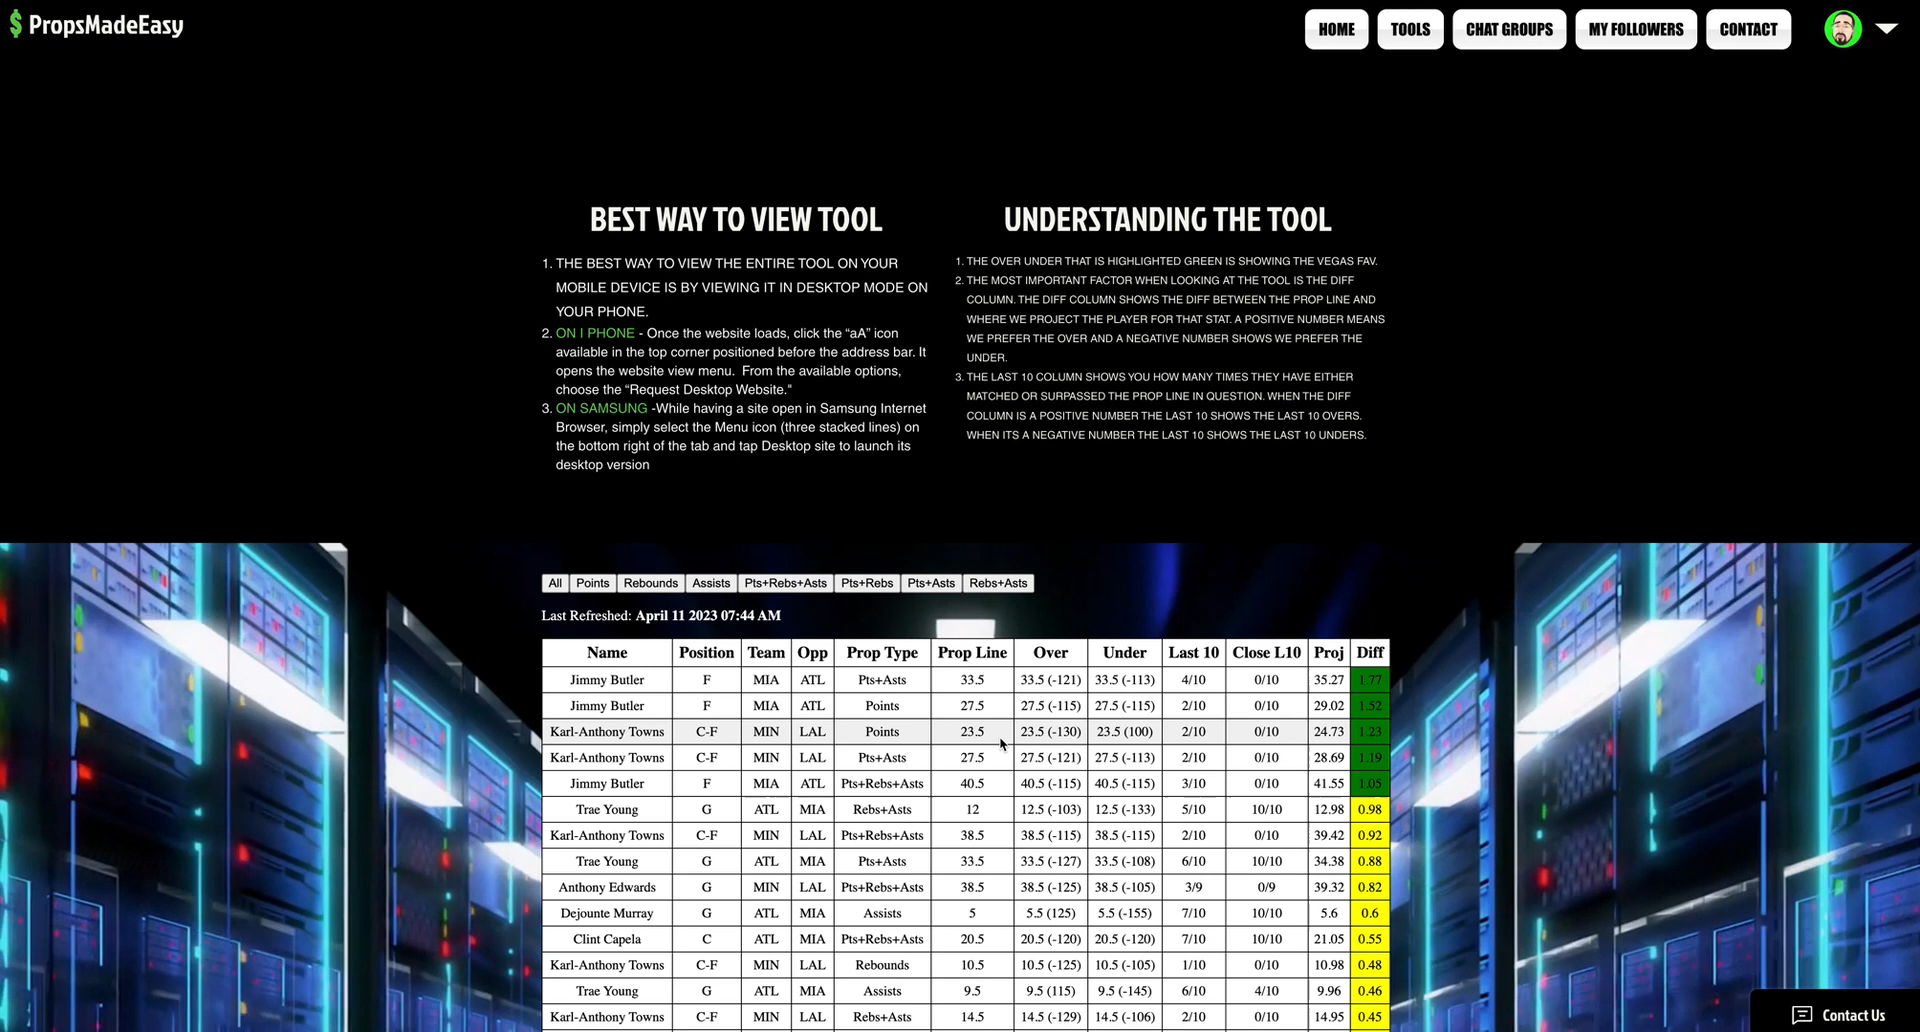 $ PropsMadeEasy
HOME TOOLS CHAT GROUPS MY FOLLOWERS CONTACT
BEST WAY TO VIEW TOOL
1. THE BEST WAY TO VIEW THE ENTIRE TOOL ON YOUR
MOBILE DEVICE IS BY VIEWING IT IN DESKTOP MODE ON
YOUR PHONE.
2. ON I PHONE - Once the website loads, click the “aA” icon
available in the top corner positioned before the address bar. It
opens the website view menu.  From the available options,
choose the “Request Desktop Website."
3. ON SAMSUNG -While having a site open in Samsung Internet
Browser, simply select the Menu icon (three stacked lines) on
the bottom right of the tab and tap Desktop site to launch its
desktop version
UNDERSTANDING THE TOOL
1. THE OVER UNDER THAT IS HIGHLIGHTED GREEN IS SHOWING THE VEGAS FAV.
2. THE MOST IMPORTANT FACTOR WHEN LOOKING AT THE TOOL IS THE DIFF
COLUMN. THE DIFF COLUMN SHOWS THE DIFF BETWEEN THE PROP LINE AND
WHERE WE PROJECT THE PLAYER FOR THAT STAT. A POSITIVE NUMBER MEANS
WE PREFER THE OVER AND A NEGATIVE NUMBER SHOWS WE PREFER THE
UNDER.
3. THE LAST 10 COLUMN SHOWS YOU HOW MANY TIMES THEY HAVE EITHER
MATCHED OR SURPASSED THE PROP LINE IN QUESTION. WHEN THE DIFF
COLUMN IS A POSITIVE NUMBER THE LAST 10 SHOWS THE LAST 10 OVERS.
WHEN ITS A NEGATIVE NUMBER THE LAST 10 SHOWS THE LAST 10 UNDERS.
All Points Rebounds Assists Pts+Rebs+Asts Pts+Rebs Pts+Asts Rebs+Asts
Last Refreshed: April 11 2023 07:44 AM
Name Position Team Opp Prop Type Prop Line Over Under Last 10 Close L10 Proj Diff
Jimmy Butler F MIA ATL Pts+Asts 33.5 33.5 (-121) 33.5 (-113) 4/10 0/10 35.27 1.77
Jimmy Butler F MIA ATL Points 27.5 27.5 (-115) 27.5 (-115) 2/10 0/10 29.02 1.52
Karl-Anthony Towns C-F MIN LAL Points 23.5 23.5 (-130) 23.5 (100) 2/10 0/10 24.73 1.23
Karl-Anthony Towns C-F MIN LAL Pts+Asts 27.5 27.5 (-121) 27.5 (-113) 2/10 0/10 28.69 1.19
Jimmy Butler F MIA ATL Pts+Rebs+Asts 40.5 40.5 (-115) 40.5 (-115) 3/10 0/10 41.55 1.05
Trae Young G ATL MIA Rebs+Asts 12 12.5 (-103) 12.5 (-133) 5/10 10/10 12.98 0.98
Karl-Anthony Towns C-F MIN LAL Pts+Rebs+Asts 38.5 38.5 (-115) 38.5 (-115) 2/10 0/10 39.42 0.92
Trae Young G ATL MIA Pts+Asts 33.5 33.5 (-127) 33.5 (-108) 6/10 10/10 34.38 0.88
Anthony Edwards G MIN LAL Pts+Rebs+Asts 38.5 38.5 (-125) 38.5 (-105) 3/9 0/9 39.32 0.82
Dejounte Murray G ATL MIA Assists 5 5.5 (125) 5.5 (-155) 7/10 10/10 5.6 0.6
Clint Capela C ATL MIA Pts+Rebs+Asts 20.5 20.5 (-120) 20.5 (-120) 7/10 10/10 21.05 0.55
Karl-Anthony Towns C-F MIN LAL Rebounds 10.5 10.5 (-125) 10.5 (-105) 1/10 0/10 10.98 0.48
Trae Young G ATL MIA Assists 9.5 9.5 (115) 9.5 (-145) 6/10 4/10 9.96 0.46
Karl-Anthony Towns C-F MIN LAL Rebs+Asts 14.5 14.5 (-129) 14.5 (-106) 2/10 0/10 14.95 0.45
Contact Us